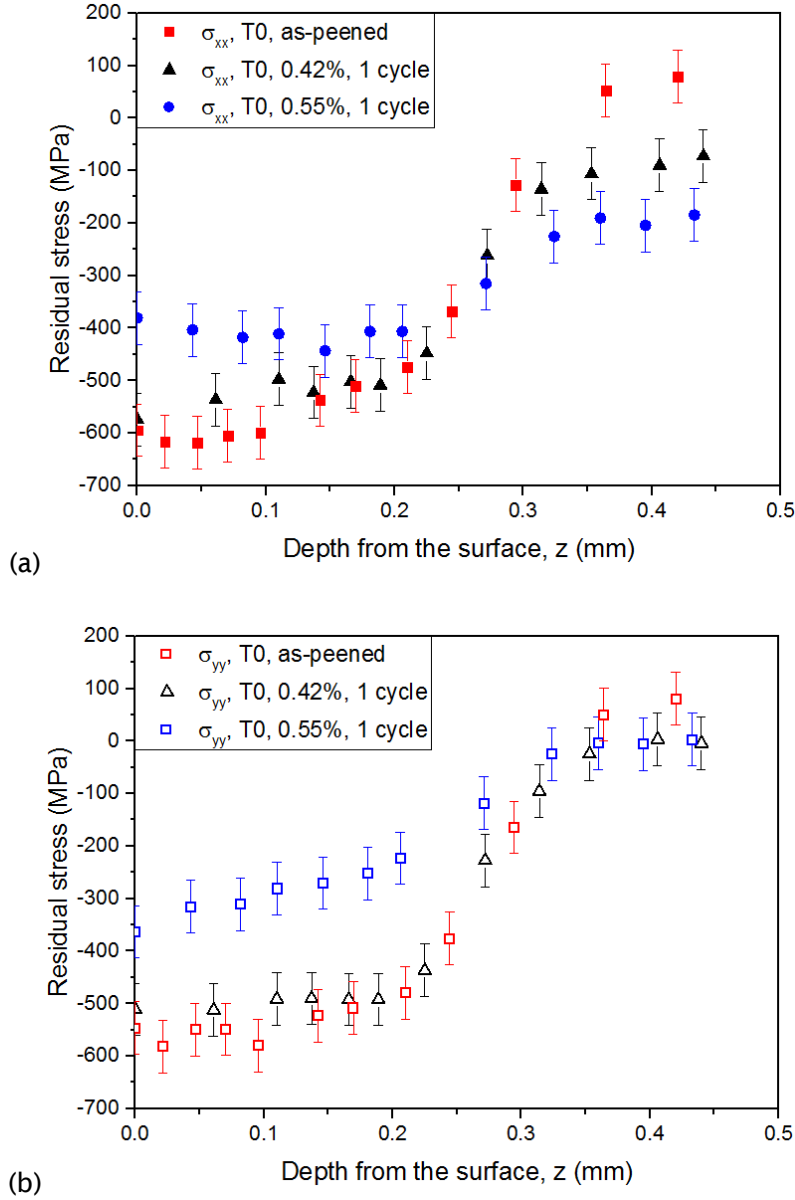 200
100
0
-100
-200
-300
-400
-500
-600
-700
Residual stress (MPa)
σxx, T0, as-peened
σxx, T0, 0.42%, 1 cycle
σxx, T0, 0.55%, 1 cycle
0.0 0.1 0.2 0.3 0.4 0.5
Depth from the surface, z (mm)
(a)
200
100
0
-100
-200
-300
-400
-500
-600
-700
Residual stress (MPa)
σyy, T0, as-peened
σyy, T0, 0.42%, 1 cycle
σyy, T0, 0.55%, 1 cycle
0.0 0.1 0.2 0.3 0.4 0.5
Depth from the surface, z (mm)
(b)